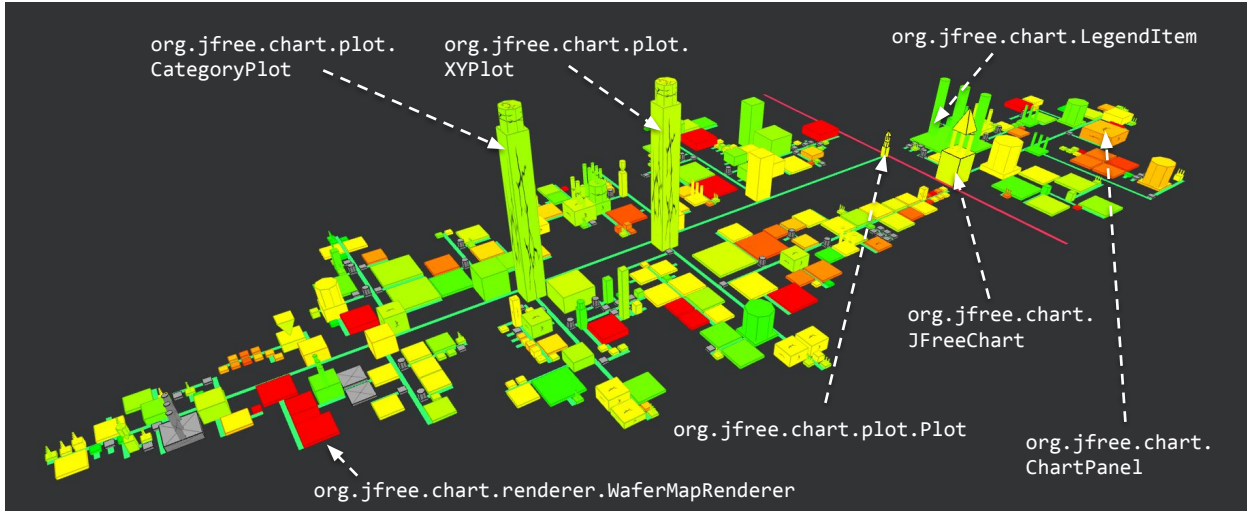 org.jfree.chart.plot.
CategoryPlot
org.jfree.chart.plot.
XYPlot
org.jfree.chart.LegendItem
org.jfree.chart.
JFreeChart
org.jfree.chart.plot.Plot
org.jfree.chart.
ChartPanel
org.jfree.chart.renderer.WaferMapRenderer